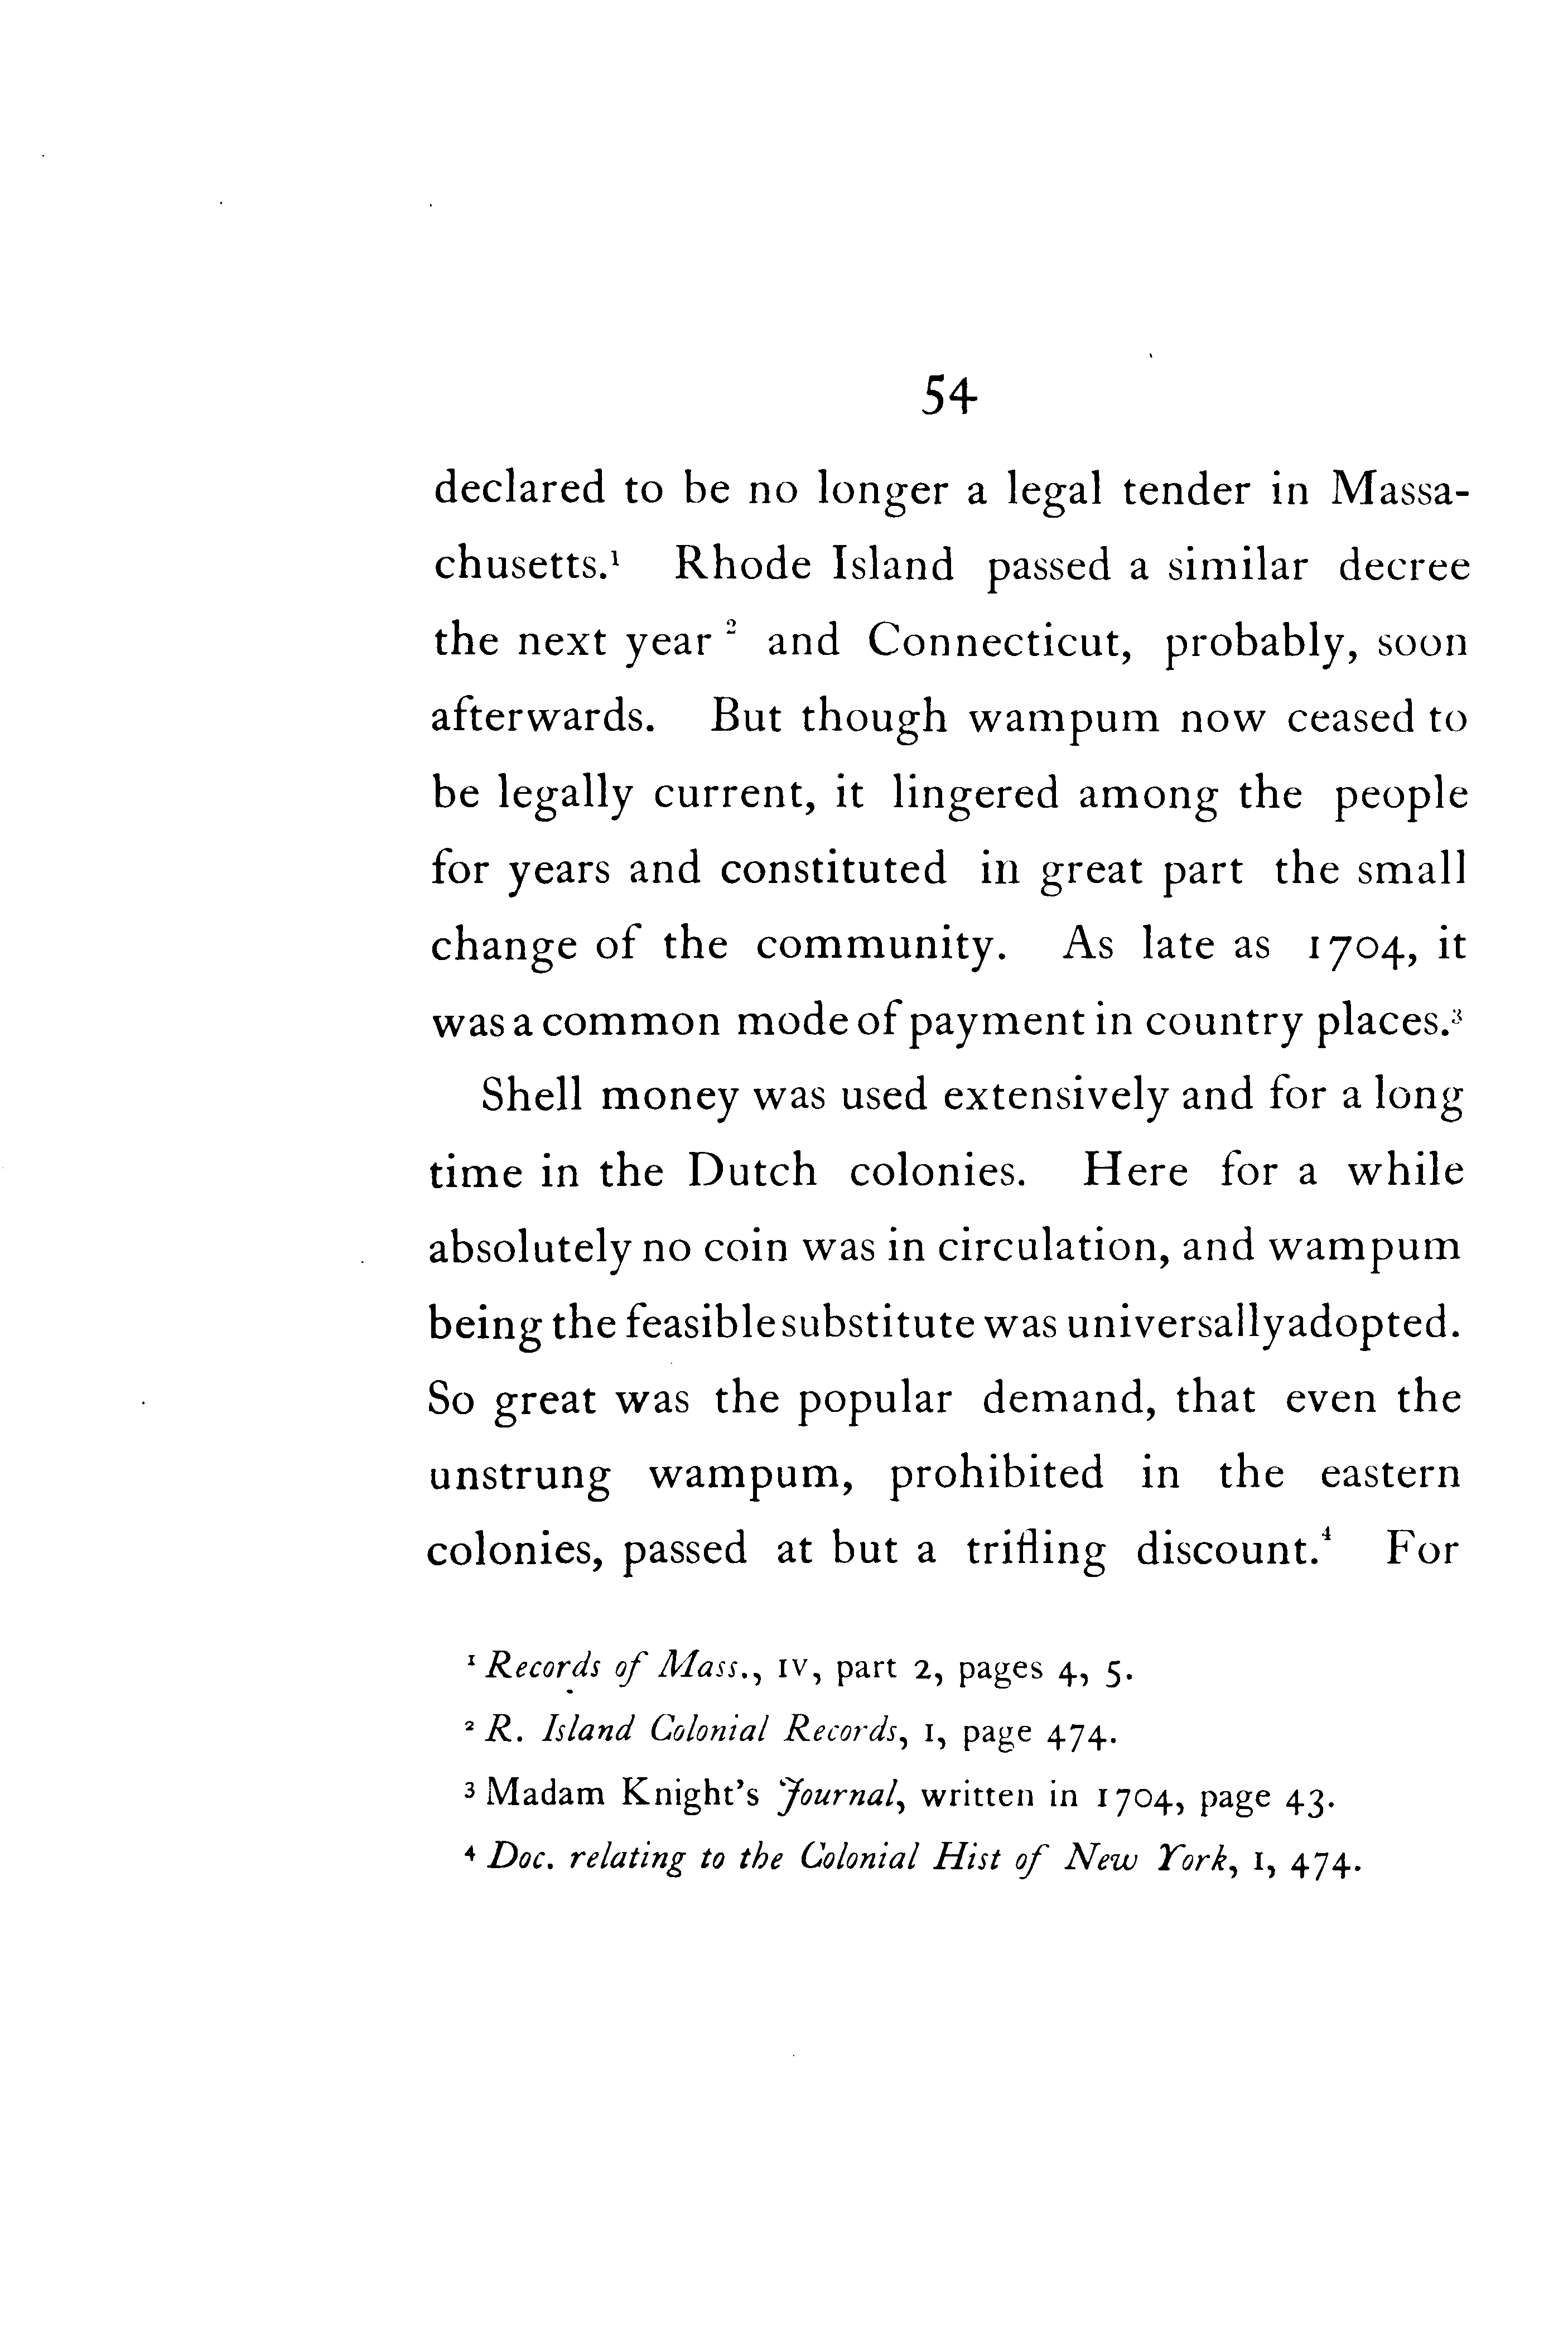 54
declared to be no longer a legal tender in Massa-
chusetts.¹ Rhode Island passed a similar decree
the next year ² and Connecticut, probably, soon
afterwards. But though wampum now ceased to
be legally current, it lingered among the people
for years and constituted in great part the small
change of the community. As late as 1704, it
was a common mode of payment in country places.³
Shell money was used extensively and for a long
time in the Dutch colonies. Here for a while
absolutely no coin was in circulation, and wampum
being the feasible substitute was universally adopted.
So great was the popular demand, that even the
unstrung wampum, prohibited in the eastern
colonies, passed at but a trifling discount.⁴ For
¹ Records of Mass., IV, part 2, pages 4, 5.
² R. Island Colonial Records, I, page 474.
³ Madam Knight's Journal, written in 1704, page 43.
⁴ Doc. relating to the Colonial Hist of New York, I, 474.